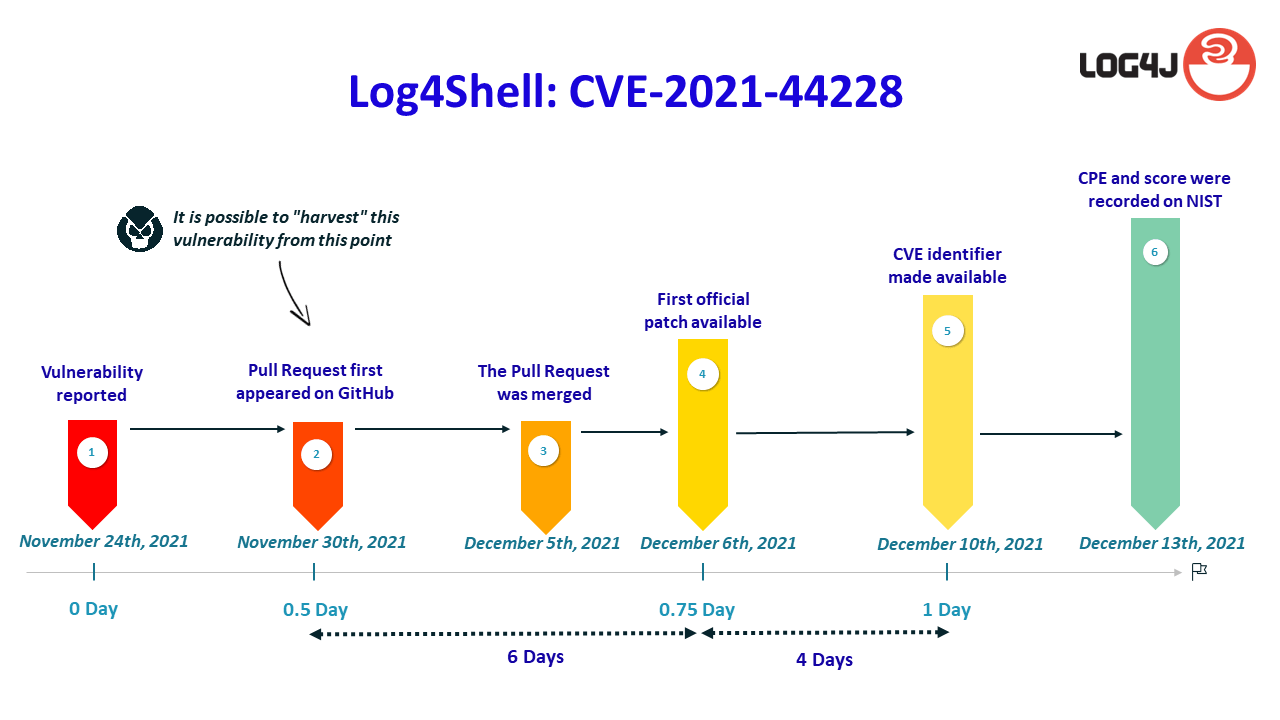 LOG4J
Log4Shell: CVE-2021-44228
CPE and score were
recorded on NIST
It is possible to "harvest" this
vulnerability from this point
CVE identifier
made available
First official
patch available
Vulnerability
reported
Pull Request first
appeared on GitHub
The Pull Request
was merged
1
2
3
4
5
6
November 24th, 2021
November 30th, 2021
December 5th, 2021
December 6th, 2021
December 10th, 2021
December 13th, 2021
0 Day
0.5 Day
0.75 Day
1 Day
6 Days
4 Days